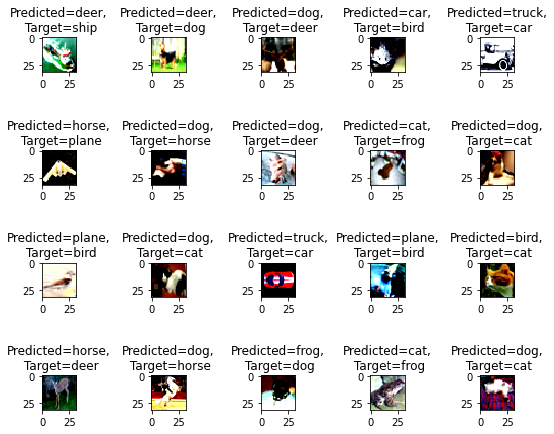 Predicted=deer, Predicted=deer, Predicted=dog, Predicted=car, Predicted=truck,
Target=ship Target=dog Target=deer Target=bird Target=car
0 0 0 0 0
25 25 25 25 25
0 25 0 25 0 25 0 25 0 25
Predicted=horse, Predicted=dog, Predicted=dog, Predicted=cat, Predicted=dog,
Target=plane Target=horse Target=deer Target=frog Target=cat
0 0 0 0 0
25 25 25 25 25
0 25 0 25 0 25 0 25 0 25
Predicted=plane, Predicted=dog, Predicted=truck, Predicted=plane, Predicted=bird,
Target=bird Target=cat Target=car Target=bird Target=cat
0 0 0 0 0
25 25 25 25 25
0 25 0 25 0 25 0 25 0 25
Predicted=horse, Predicted=dog, Predicted=frog, Predicted=cat, Predicted=dog,
Target=deer Target=horse Target=dog Target=frog Target=cat
0 0 0 0 0
25 25 25 25 25
0 25 0 25 0 25 0 25 0 25